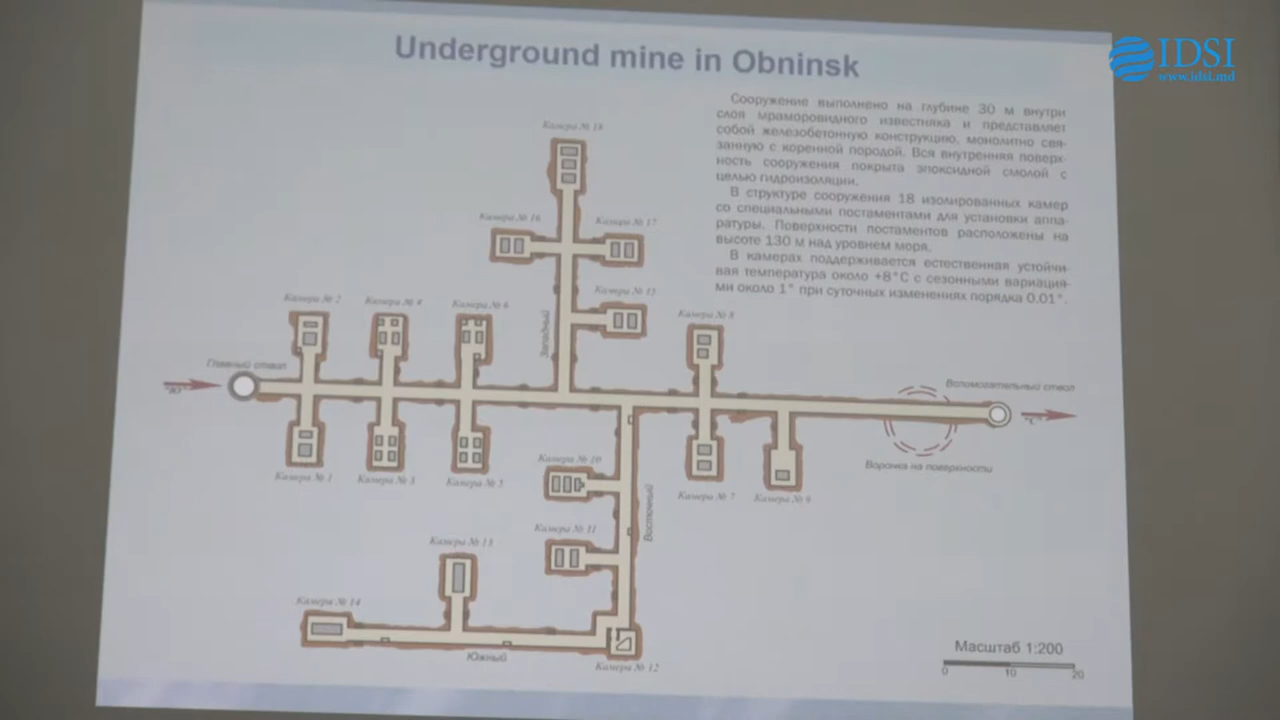 Underground mine in Obninsk
IDSI
www.idsi.md
Сооружение выполнено на глубине 30 м внутри
слоя мраморовидного известняка и представляет
собой железобетонную конструкцию, монолитно свя-
занную с коренной породой. Вся внутренняя поверх-
ность сооружения покрыта эпоксидной смолой с
целью гидроизоляции.
В структуре сооружения 18 изолированных камер
со специальными постаментами для установки аппа-
ратуры. Поверхности постаментов расположены на
высоте 130 м над уровнем моря.
В камерах поддерживается естественная устойчи-
вая температура около +8°С с сезонными вариация-
ми около 1° при суточных изменениях порядка 0.01°.
Камера № 18
Камера № 16
Камера № 17
Камера № 15
Западный
Камера № 2
Камера № 4
Камера № 6
Камера № 8
Главный ствол
"Ю"
Вспомогательный ствол
"С"
Воронка на поверхности
Камера № 1
Камера № 3
Камера № 5
Камера № 7
Камера № 9
Камера № 10
Восточный
Камера № 11
Камера № 13
Камера № 14
Южный
Камера № 12
Масштаб 1:200
0 10 20